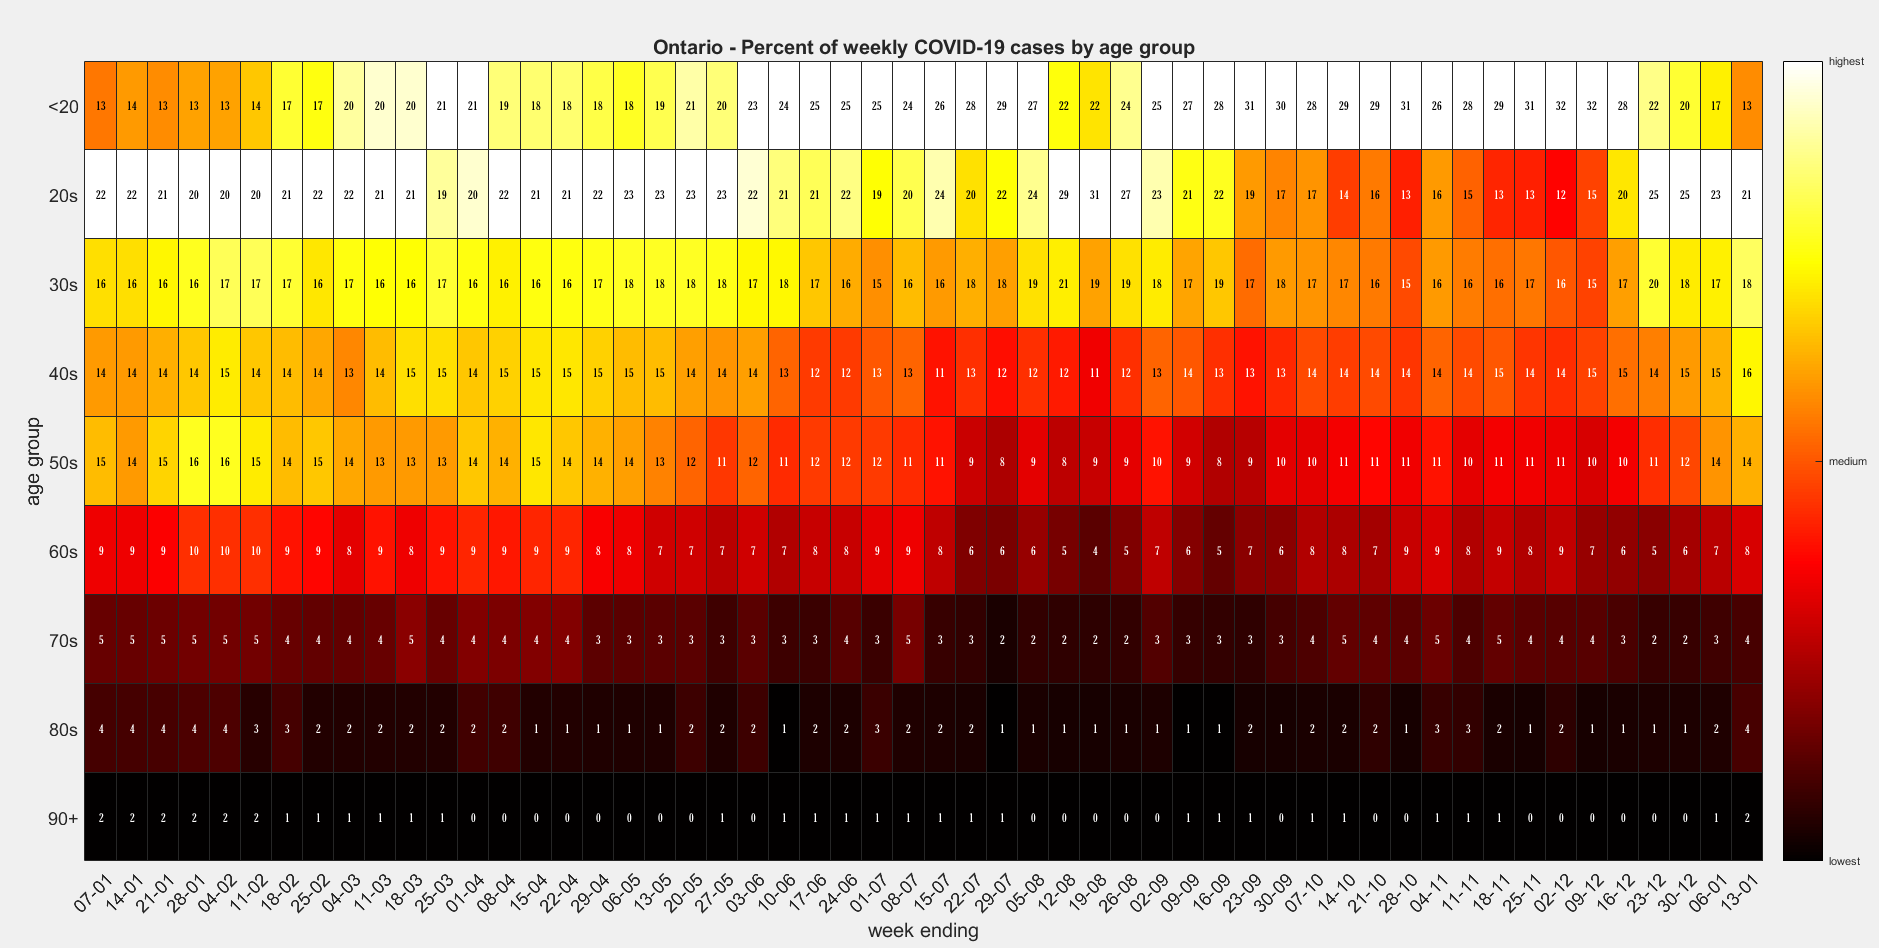 Ontario - Percent of weekly COVID-19 cases by age group
highest
<20 13 14 13 13 13 14 17 17 20 20 20 21 21 19 18 18 18 18 19 21 20 23 24 25 25 25 24 26 28 29 27 22 22 24 25 27 28 31 30 28 29 29 31 26 28 29 31 32 32 28 22 20 17 13
20s 22 22 21 20 20 20 21 22 22 21 21 19 20 22 21 21 22 23 23 23 23 22 21 21 22 19 20 24 20 22 24 29 31 27 23 21 22 19 17 17 14 16 13 16 15 13 13 12 15 20 25 25 23 21
30s 16 16 16 16 17 17 17 16 17 16 16 17 16 16 16 16 17 18 18 18 18 17 18 17 16 15 16 16 18 18 19 21 19 19 18 17 19 17 18 17 17 16 15 16 16 16 17 16 15 17 20 18 17 18
40s 14 14 14 14 15 14 14 14 13 14 15 15 14 15 15 15 15 15 15 14 14 14 13 12 12 13 13 11 13 12 12 12 11 12 13 14 13 13 13 14 14 14 14 14 14 15 14 14 15 15 14 15 15 16
50s 15 14 15 16 16 15 14 15 14 13 13 13 14 14 15 14 14 14 13 12 11 12 11 12 12 12 11 11 9 8 9 8 9 9 10 9 8 9 10 10 11 11 11 11 10 11 11 11 10 10 11 12 14 14
medium
60s 9 9 9 10 10 10 9 9 8 9 8 9 9 9 9 9 8 8 7 7 7 7 7 8 8 9 9 8 6 6 6 5 4 5 7 6 5 7 6 8 8 7 9 9 8 9 8 9 7 6 5 6 7 8
70s 5 5 5 5 5 5 4 4 4 4 5 4 4 4 4 4 3 3 3 3 3 3 3 3 4 3 5 3 3 2 2 2 2 2 3 3 3 3 3 4 5 4 4 5 4 5 4 4 4 3 2 2 3 4
80s 4 4 4 4 4 3 3 2 2 2 2 2 2 2 1 1 1 1 1 2 2 2 1 2 2 3 2 2 2 1 1 1 1 1 1 1 1 2 1 2 2 2 1 3 3 2 1 2 1 1 1 1 2 4
90+ 2 2 2 2 2 2 1 1 1 1 1 1 0 0 0 0 0 0 0 0 1 0 1 1 1 1 1 1 1 1 0 0 0 0 0 1 1 1 0 1 1 0 0 1 1 1 0 0 0 0 0 0 1 2
lowest
07-01 14-01 21-01 28-01 04-02 11-02 18-02 25-02 04-03 11-03 18-03 25-03 01-04 08-04 15-04 22-04 29-04 06-05 13-05 20-05 27-05 03-06 10-06 17-06 24-06 01-07 08-07 15-07 22-07 29-07 05-08 12-08 19-08 26-08 02-09 09-09 16-09 23-09 30-09 07-10 14-10 21-10 28-10 04-11 11-11 18-11 25-11 02-12 09-12 16-12 23-12 30-12 06-01 13-01
week ending
age group